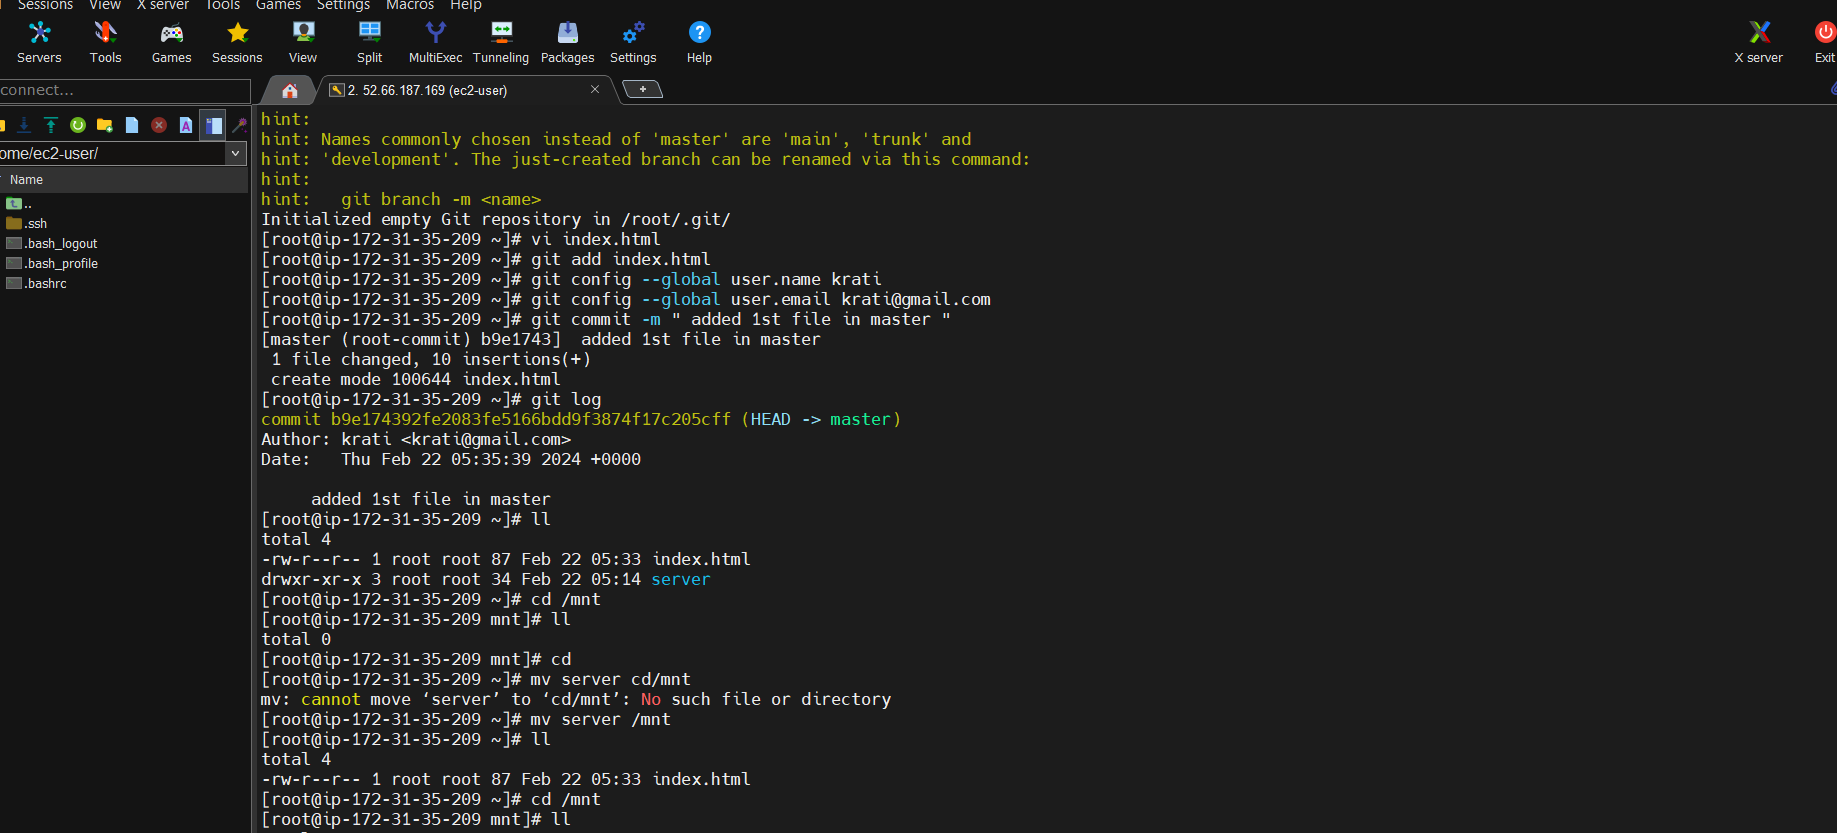 Sessions View X server Tools Games Settings Macros Help
Servers Tools Games Sessions View Split MultiExec Tunneling Packages Settings Help X server Exit
connect...
2. 52.66.187.169 (ec2-user)
ome/ec2-user/
Name
..
.ssh
.bash_logout
.bash_profile
.bashrc
hint:
hint: Names commonly chosen instead of 'master' are 'main', 'trunk' and
hint: 'development'. The just-created branch can be renamed via this command:
hint:
hint:   git branch -m <name>
Initialized empty Git repository in /root/.git/
[root@ip-172-31-35-209 ~]# vi index.html
[root@ip-172-31-35-209 ~]# git add index.html
[root@ip-172-31-35-209 ~]# git config --global user.name krati
[root@ip-172-31-35-209 ~]# git config --global user.email krati@gmail.com
[root@ip-172-31-35-209 ~]# git commit -m " added 1st file in master "
[master (root-commit) b9e1743]  added 1st file in master
 1 file changed, 10 insertions(+)
 create mode 100644 index.html
[root@ip-172-31-35-209 ~]# git log
commit b9e174392fe2083fe5166bdd9f3874f17c205cff (HEAD -> master)
Author: krati <krati@gmail.com>
Date:   Thu Feb 22 05:35:39 2024 +0000
     added 1st file in master
[root@ip-172-31-35-209 ~]# ll
total 4
-rw-r--r-- 1 root root 87 Feb 22 05:33 index.html
drwxr-xr-x 3 root root 34 Feb 22 05:14 server
[root@ip-172-31-35-209 ~]# cd /mnt
[root@ip-172-31-35-209 mnt]# ll
total 0
[root@ip-172-31-35-209 mnt]# cd
[root@ip-172-31-35-209 ~]# mv server cd/mnt
mv: cannot move ‘server’ to ‘cd/mnt’: No such file or directory
[root@ip-172-31-35-209 ~]# mv server /mnt
[root@ip-172-31-35-209 ~]# ll
total 4
-rw-r--r-- 1 root root 87 Feb 22 05:33 index.html
[root@ip-172-31-35-209 ~]# cd /mnt
[root@ip-172-31-35-209 mnt]# ll